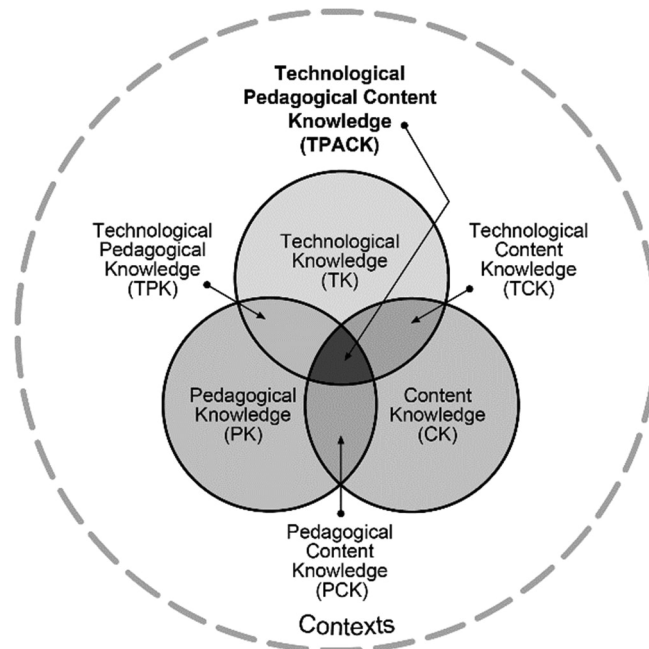 Technological
Pedagogical Content
Knowledge
(TPACK)
Technological
Pedagogical
Knowledge
(TPK)
Technological
Knowledge
(TK)
Technological
Content
Knowledge
(TCK)
Pedagogical
Knowledge
(PK)
Content
Knowledge
(CK)
Pedagogical
Content
Knowledge
(PCK)
Contexts